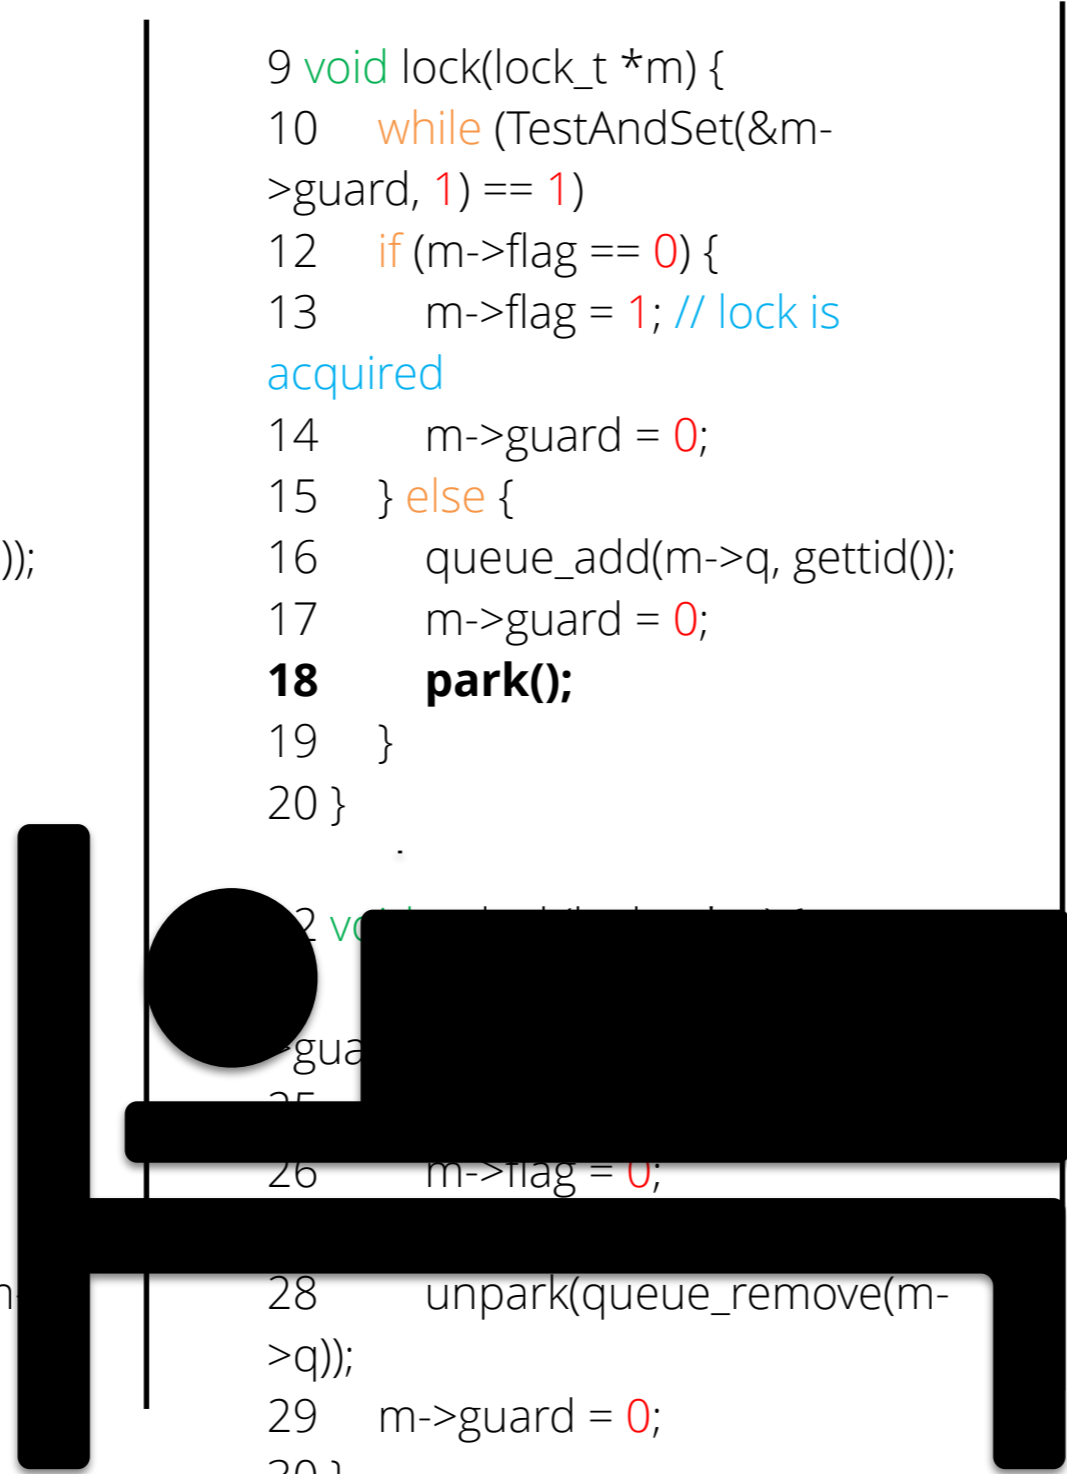 9 void lock(lock_t *m) {
10 while (TestAndSet(&m-
>guard, 1) == 1)
12 if (m->flag == 0) {
13 m->flag = 1; // lock is
acquired
14 m->guard = 0;
15 } else {
));
16 queue_add(m->q, gettid());
17 m->guard = 0;
18 park();
19 }
20 }
26 m->flag = 0;
28 unpark(queue_remove(m-
>q));
29 m->guard = 0;